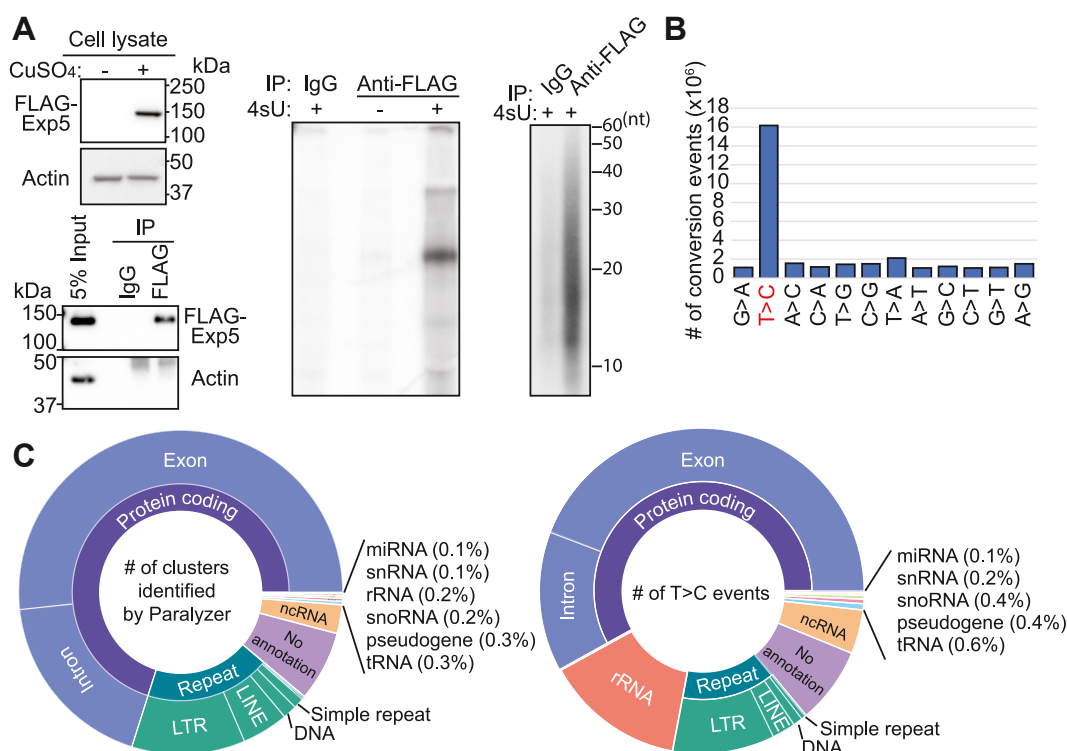 A
Cell lysate
CuSO4: - + kDa
FLAG-
Exp5
250
150
100
Actin
50
37
5% Input
IP
IgG
FLAG
kDa
150
100
FLAG-
Exp5
50
37
Actin
IP: IgG Anti-FLAG
4sU: + - +
IP: IgG Anti-FLAG
4sU: + +
60(nt)
50
40
30
20
10
B
# of conversion events (x10⁶)
18
16
14
12
10
8
6
4
2
0
G>A
T>C
A>C
C>A
T>G
C>G
T>A
A>T
G>C
C>T
G>T
A>G
C
Exon
Protein coding
Intron
# of clusters
identified
by Paralyzer
miRNA (0.1%)
snRNA (0.1%)
rRNA (0.2%)
snoRNA (0.2%)
pseudogene (0.3%)
tRNA (0.3%)
ncRNA
No
annotation
Repeat
LTR
LINE
Simple repeat
DNA
Exon
Protein coding
Intron
# of T>C events
miRNA (0.1%)
snRNA (0.2%)
snoRNA (0.4%)
pseudogene (0.4%)
tRNA (0.6%)
ncRNA
No
annotation
rRNA
Repeat
LTR
LINE
Simple repeat
DNA